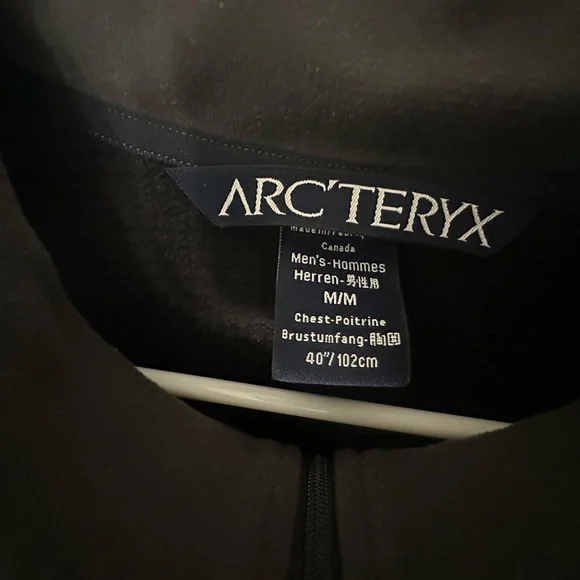 ARC'TERYX
Canada
Men's-Hommes
Herren-男性用
M/M
Chest-Poitrine
Brustumfang-胸囲
40"/102cm